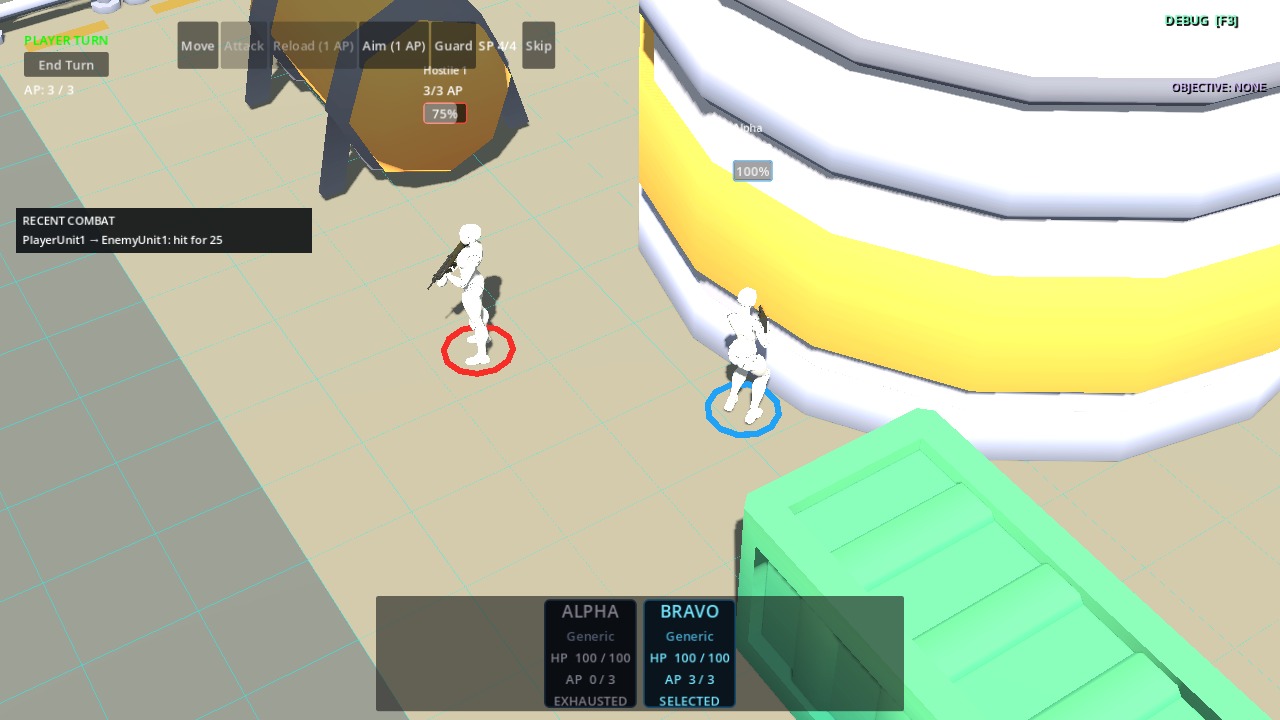 PLAYER TURN
End Turn
AP: 3 / 3
Move Attack Reload (1 AP) Aim (1 AP) Guard SP 4/4 Skip
Hostile 1
3/3 AP
75%
DEBUG [F3]
OBJECTIVE: NONE
Alpha
100%
RECENT COMBAT
PlayerUnit1 → EnemyUnit1: hit for 25
ALPHA
Generic
HP 100 / 100
AP 0 / 3
EXHAUSTED
BRAVO
Generic
HP 100 / 100
AP 3 / 3
SELECTED